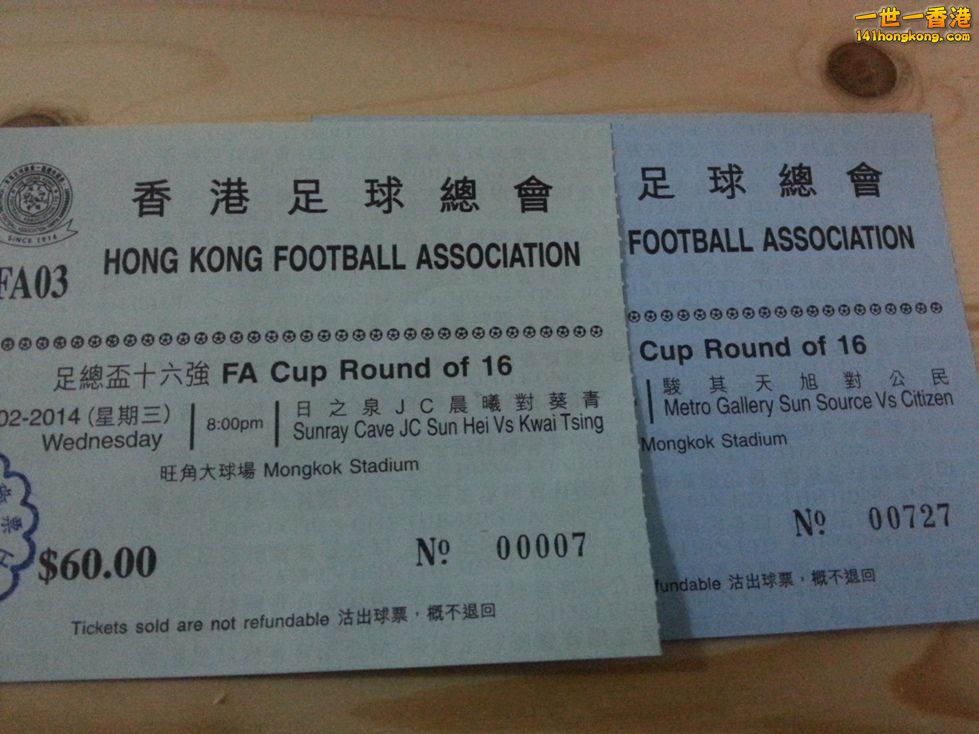 一世一香港
141hongkong.com
香港足球總會
HONG KONG FOOTBALL ASSOCIATION
SINCE 1914
FA03
足總盃十六強 FA Cup Round of 16
02-2014 (星期三)
Wednesday
8:00pm
日之泉JC晨曦對葵青
Sunray Cave JC Sun Hei Vs Kwai Tsing
旺角大球場 Mongkok Stadium
$60.00
Nº 00007
Tickets sold are not refundable 沽出球票，概不退回
足球總會
FOOTBALL ASSOCIATION
Cup Round of 16
駿其天旭對公民
Metro Gallery Sun Source Vs Citizen
Mongkok Stadium
Nº 00727
fundable 沽出球票，概不退回